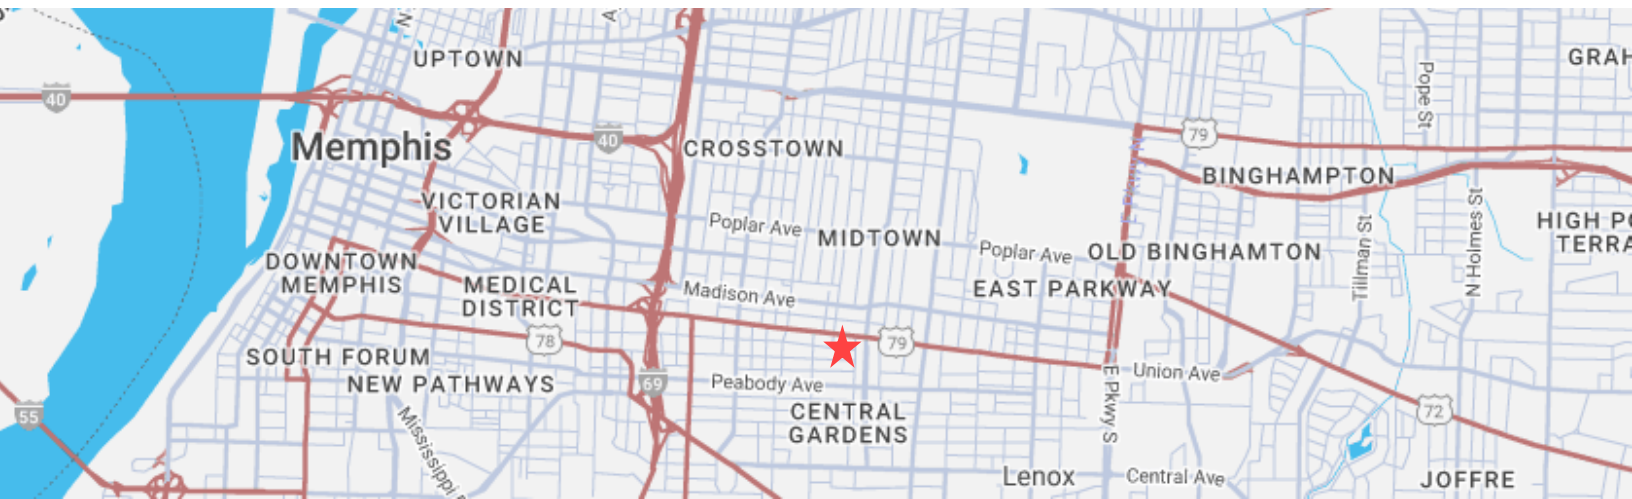 UPTOWN
GRAH
40
Pope St
Memphis
40
CROSSTOWN
79
BINGHAMPTON
VICTORIAN
VILLAGE
Poplar Ave
MIDTOWN
Poplar Ave
OLD BINGHAMTON
Tillman St
N Holmes St
HIGH PO
TERRA
DOWNTOWN
MEMPHIS
MEDICAL
DISTRICT
Madison Ave
EAST PARKWAY
78
79
SOUTH FORUM
NEW PATHWAYS
69
Peabody Ave
E Pkwy S
Union Ave
55
Mississippi
CENTRAL
GARDENS
72
Lenox
Central Ave
JOFFRE